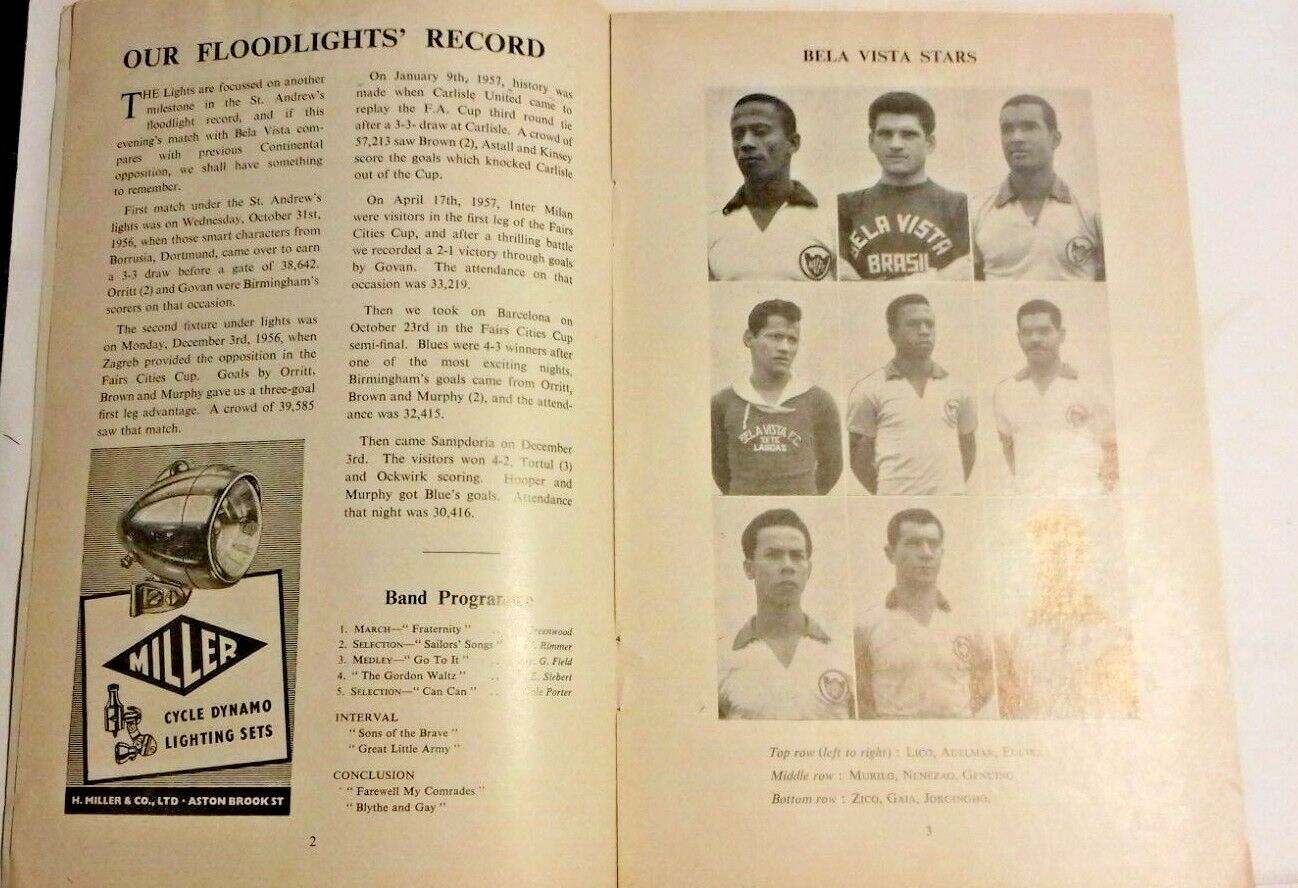 OUR FLOODLIGHTS' RECORD
THE Lights are focussed on another
milestone in the St. Andrew's
floodlight record, and if this
evening's match with Bela Vista com-
pares with previous Continental
opposition, we shall have something
to remember.
First match under the St. Andrew's
lights was on Wednesday, October 31st,
1956, when those smart characters from
Borrusia, Dortmund, came over to earn
a 3-3 draw before a gate of 38,642.
Orritt (2) and Govan were Birmingham's
scorers on that occasion.
The second fixture under lights was
on Monday, December 3rd, 1956, when
Zagreb provided the opposition in the
Fairs Cities Cup. Goals by Orritt,
Brown and Murphy gave us a three-goal
first leg advantage. A crowd of 39,585
saw that match.
MILLER
CYCLE DYNAMO
LIGHTING SETS
H. MILLER & CO., LTD · ASTON BROOK ST
On January 9th, 1957, history was
made when Carlisle United came to
replay the F.A. Cup third round tie
after a 3-3- draw at Carlisle. A crowd of
57,213 saw Brown (2), Astall and Kinsey
score the goals which knocked Carlisle
out of the Cup.
On April 17th, 1957, Inter Milan
were visitors in the first leg of the Fairs
Cities Cup, and after a thrilling battle
we recorded a 2-1 victory through goals
by Govan. The attendance on that
occasion was 33,219.
Then we took on Barcelona on
October 23rd in the Fairs Cities Cup
semi-final. Blues were 4-3 winners after
one of the most exciting nights.
Birmingham's goals came from Orritt,
Brown and Murphy (2), and the attend-
ance was 32,415.
Then came Sampdoria on December
3rd. The visitors won 4-2, Tortul (3)
and Ockwirk scoring. Hooper and
Murphy got Blue's goals. Attendance
that night was 30,416.
Band Programme
1. MARCH—" Fraternity " .. Greenwood
2. SELECTION—" Sailors' Songs " Rimmer
3. MEDLEY—" Go To It " .. G. Field
4. " The Gordon Waltz " .. E. Siebert
5. SELECTION—" Can Can " .. Cole Porter
INTERVAL
" Sons of the Brave "
" Great Little Army "
CONCLUSION
" Farewell My Comrades "
" Blythe and Gay "
2
BELA VISTA STARS
BELA VISTA
BRASIL
BELA VISTA F.C.
SETE
LAGOAS
Top row (left to right) : LICO, ADELMAR,
Middle row : MURILO, NENEZAO, GENUINO.
Bottom row : ZICO, GAIA, JORGINGHO.
3